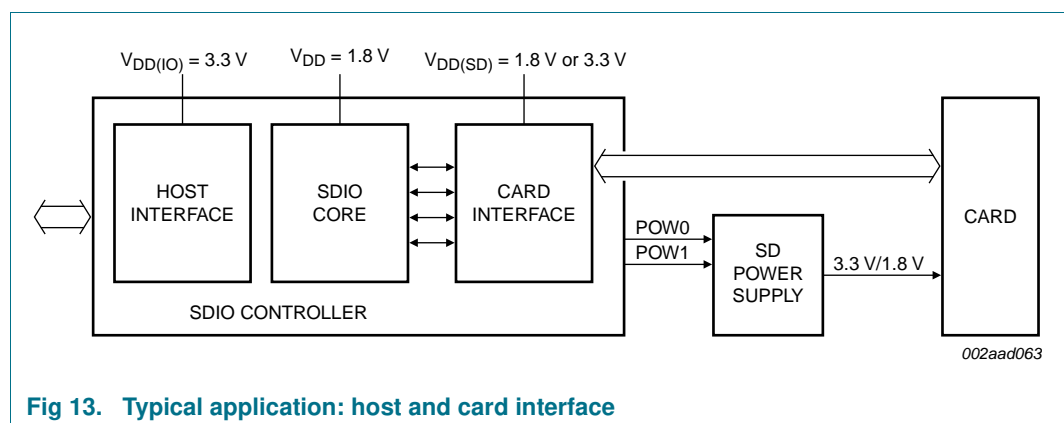 VDD(IO) = 3.3 V
VDD = 1.8 V
VDD(SD) = 1.8 V or 3.3 V
HOST
INTERFACE
SDIO
CORE
CARD
INTERFACE
SDIO CONTROLLER
POW0
POW1
SD
POWER
SUPPLY
3.3 V/1.8 V
CARD
002aad063
Fig 13. Typical application: host and card interface